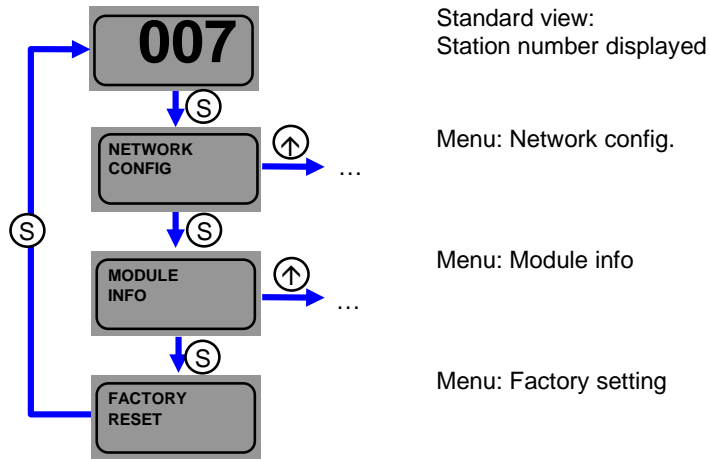 007
Standard view:
Station number displayed
S
NETWORK
CONFIG
↑
…
Menu: Network config.
S
S
MODULE
INFO
↑
…
Menu: Module info
S
FACTORY
RESET
Menu: Factory setting